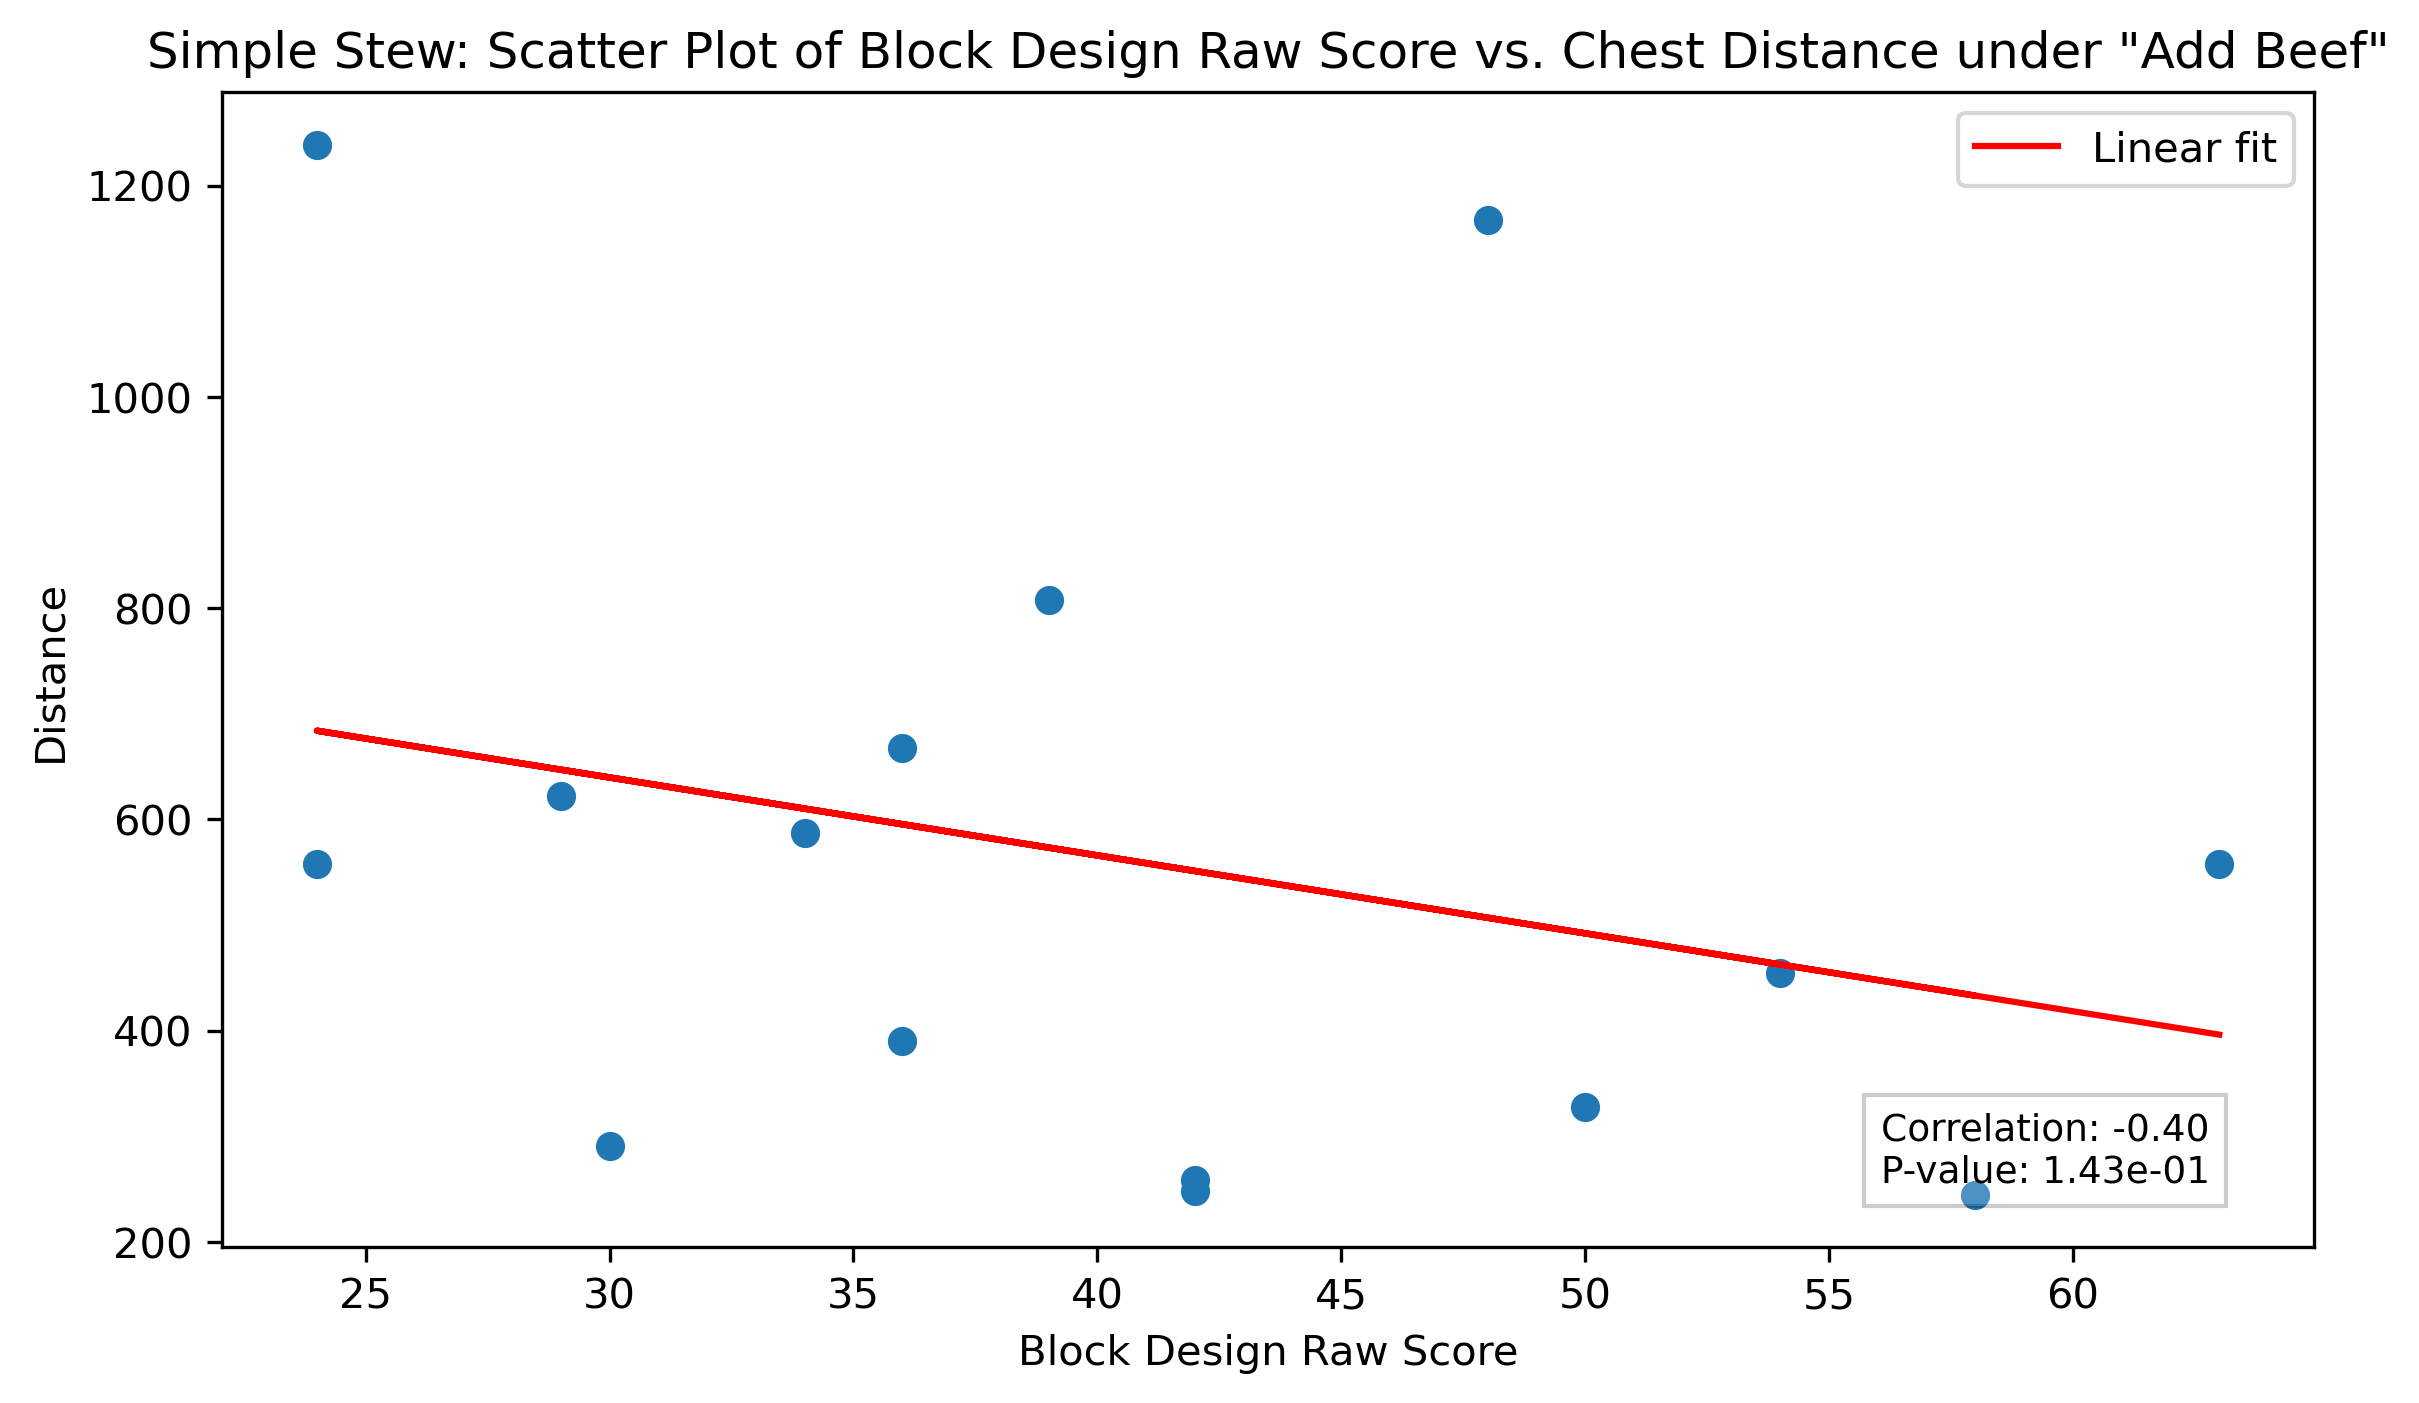 Simple Stew: Scatter Plot of Block Design Raw Score vs. Chest Distance under "Add Beef"
Linear fit
1200
1000
800
600
400
200
Distance
Correlation: -0.40
P-value: 1.43e-01
25 30 35 40 45 50 55 60
Block Design Raw Score